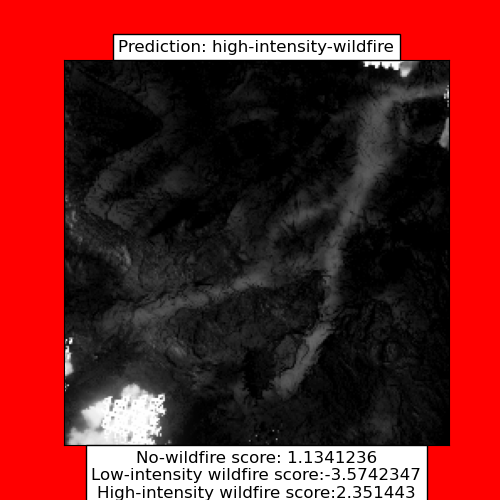 Prediction: high-intensity-wildfire
No-wildfire score: 1.1341236
Low-intensity wildfire score:-3.5742347
High-intensity wildfire score:2.351443